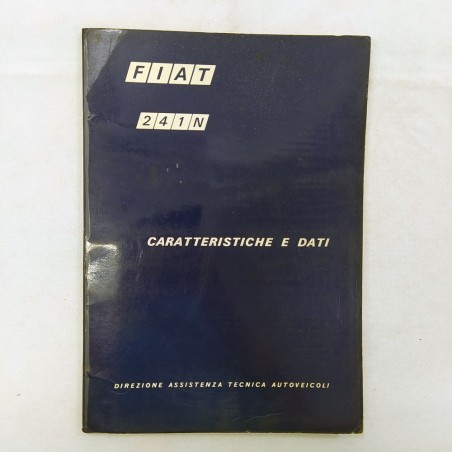 FIAT
241N
CARATTERISTICHE E DATI
DIREZIONE ASSISTENZA TECNICA AUTOVEICOLI